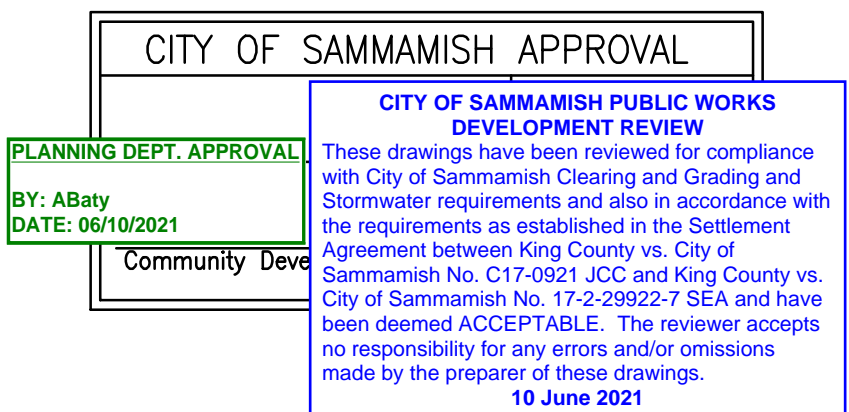 CITY OF SAMMAMISH APPROVAL
PLANNING DEPT. APPROVAL
BY: ABaty
DATE: 06/10/2021
Community Deve
CITY OF SAMMAMISH PUBLIC WORKS
DEVELOPMENT REVIEW
These drawings have been reviewed for compliance
with City of Sammamish Clearing and Grading and
Stormwater requirements and also in accordance with
the requirements as established in the Settlement
Agreement between King County vs. City of
Sammamish No. C17-0921 JCC and King County vs.
City of Sammamish No. 17-2-29922-7 SEA and have
been deemed ACCEPTABLE. The reviewer accepts
no responsibility for any errors and/or omissions
made by the preparer of these drawings.
10 June 2021